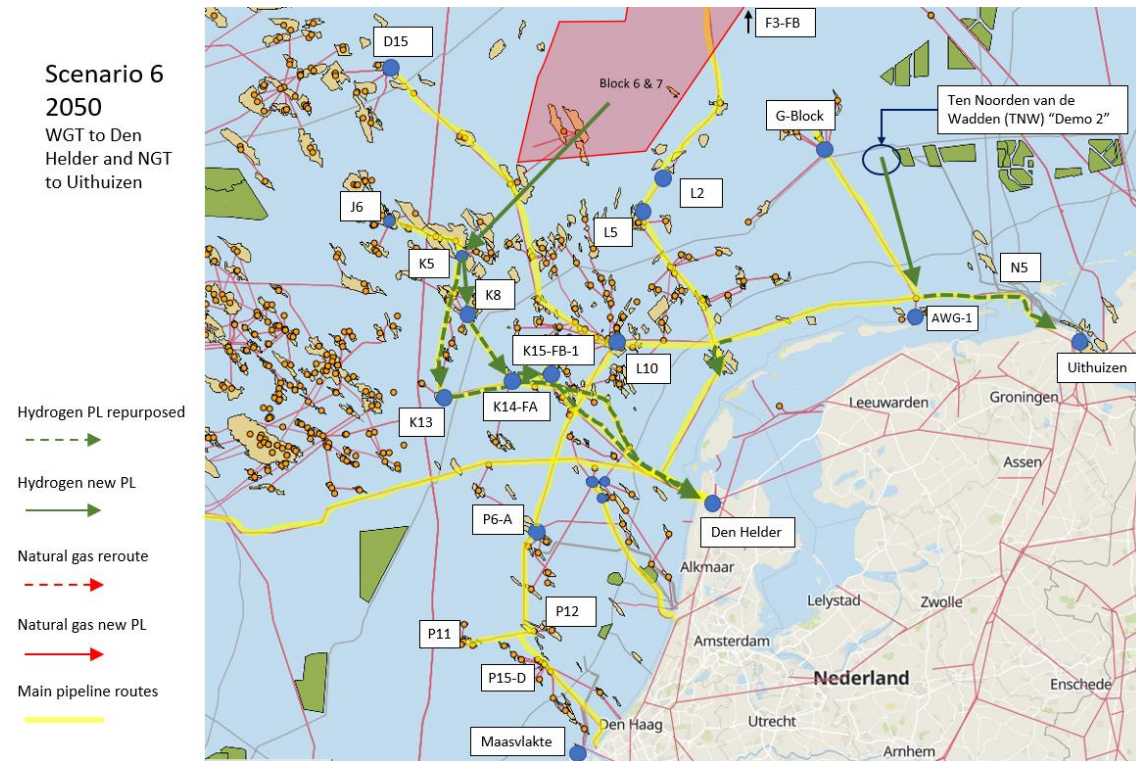 Scenario 6
2050
WGT to Den
Helder and NGT
to Uithuizen
Hydrogen PL repurposed
Hydrogen new PL
Natural gas reroute
Natural gas new PL
Main pipeline routes
F3-FB
D15
Block 6 & 7
G-Block
Ten Noorden van de
Wadden (TNW) “Demo 2”
L2
J6
L5
K5
N5
K8
AWG-1
K15-FB-1
L10
Uithuizen
K13
K14-FA
Leeuwarden
Groningen
Assen
P6-A
Den Helder
Alkmaar
Lelystad
Zwolle
P12
P11
Amsterdam
P15-D
Nederland
Enschede
Den Haag
Utrecht
Maasvlakte
Arnhem